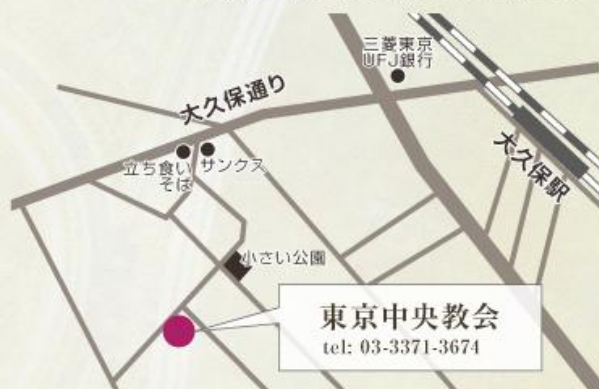 三菱東京
UFJ銀行
大久保通り
大久保駅
立ち食い
そば
サンクス
小さい公園
東京中央教会
tel: 03-3371-3674